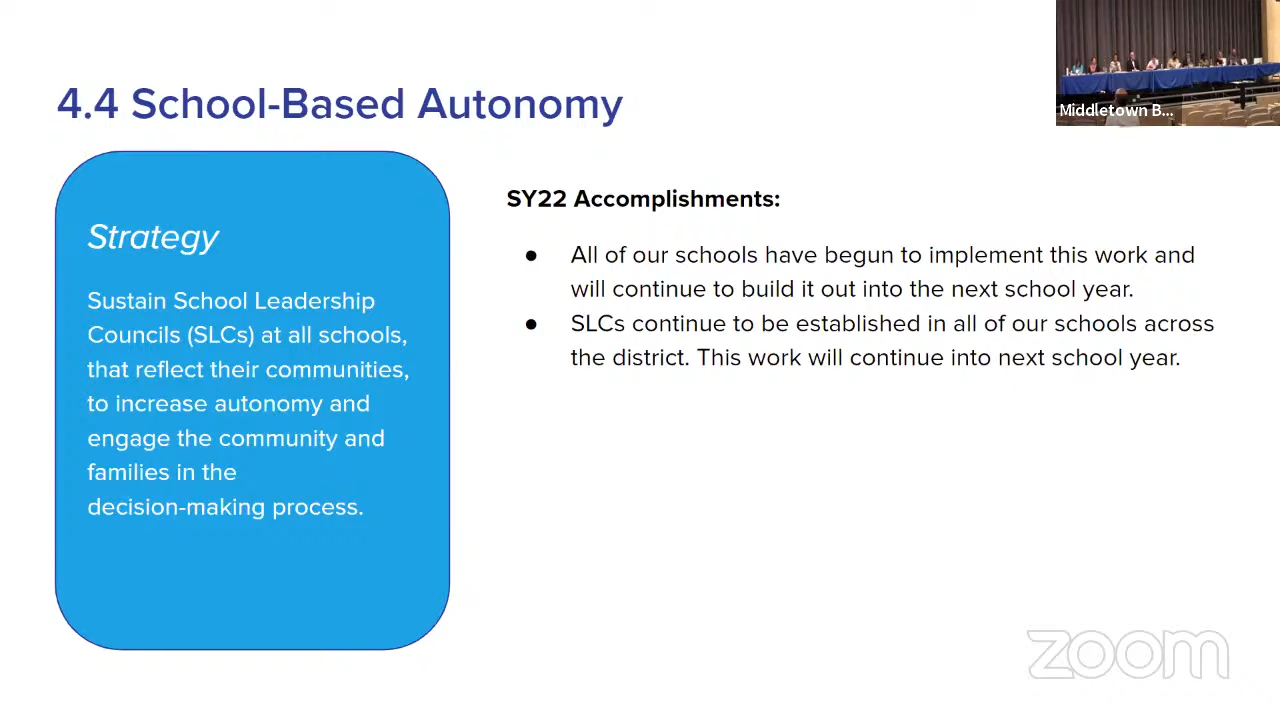 4.4 School-Based Autonomy
Middletown B...
Strategy
Sustain School Leadership
Councils (SLCs) at all schools,
that reflect their communities,
to increase autonomy and
engage the community and
families in the
decision-making process.
SY22 Accomplishments:
● All of our schools have begun to implement this work and
will continue to build it out into the next school year.
● SLCs continue to be established in all of our schools across
the district. This work will continue into next school year.
zoom